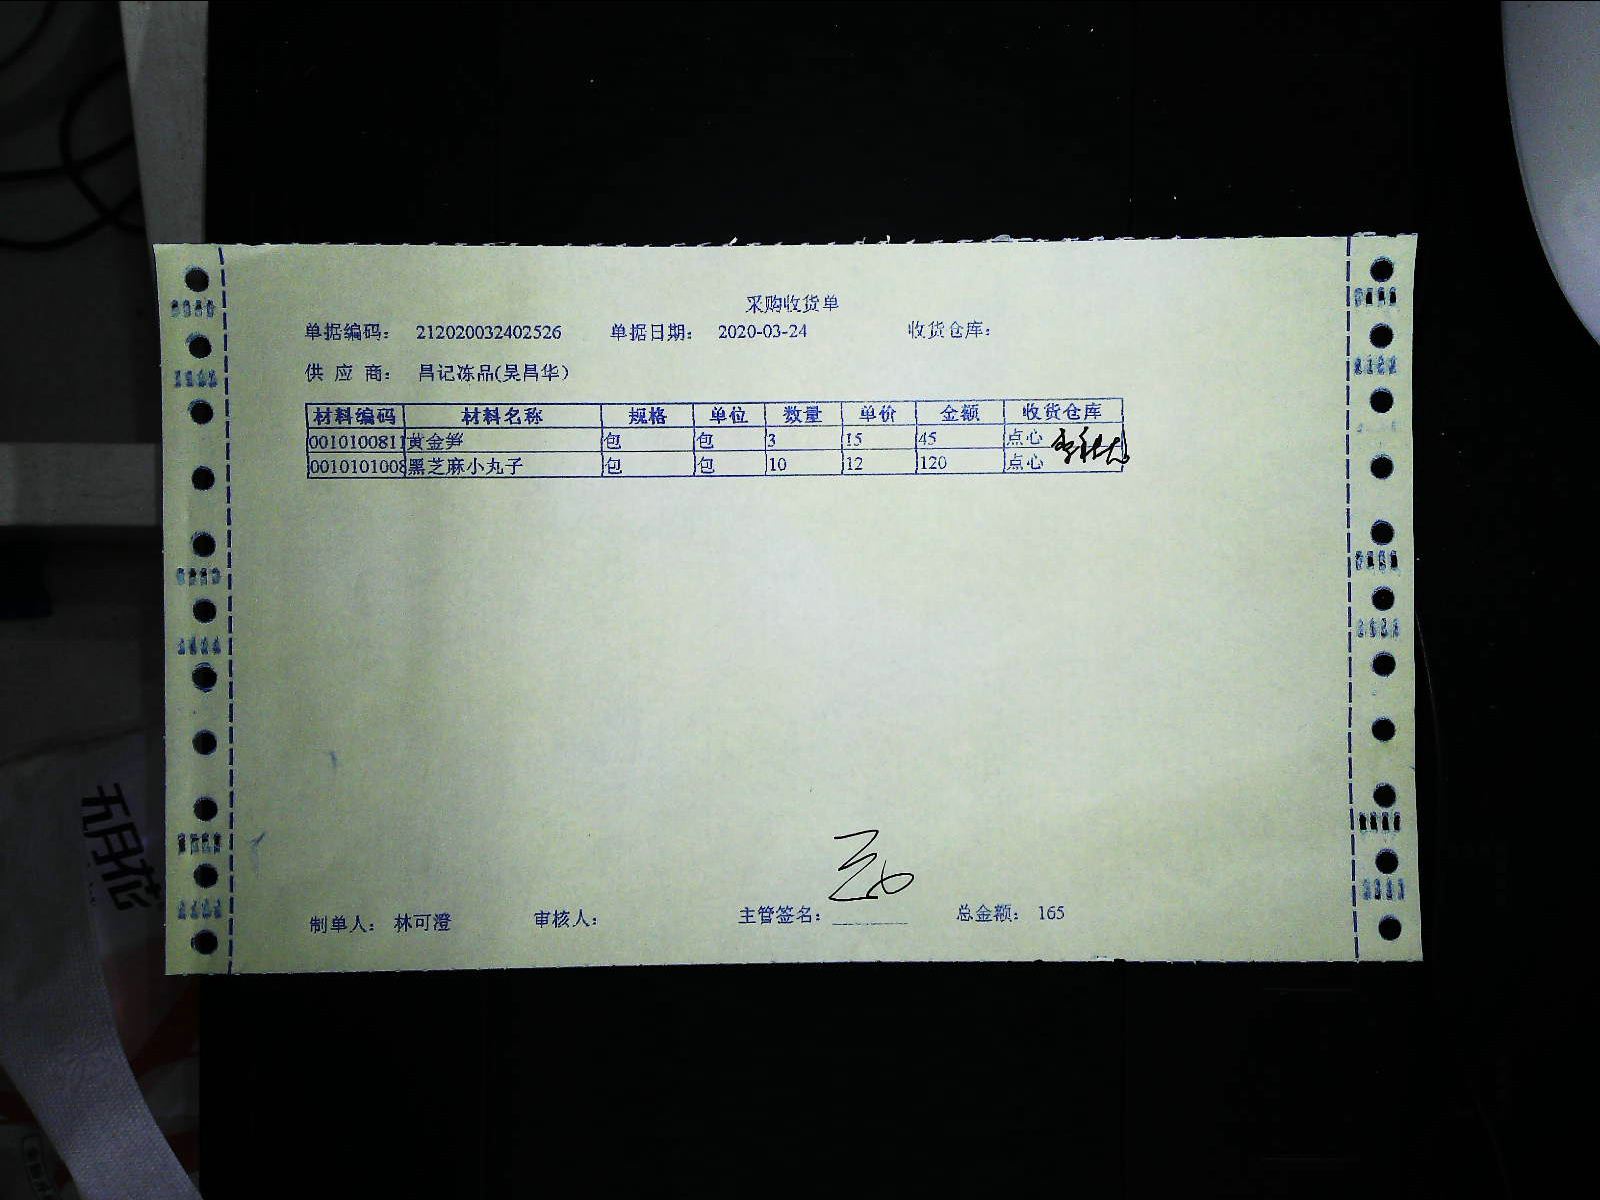 采购收货单
单据编码: 212020032402526 单据日期: 2020-03-24 收货仓库:
供 应 商: 昌记冻品(吴昌华)
材料编码 材料名称 规格 单位 数量 单价 金额 收货仓库
0010100811 黄金笋 包 包 3 15 45 点心
0010101008 黑芝麻小丸子 包 包 10 12 120 点心
制单人: 林可澄 审核人: 主管签名: 总金额: 165